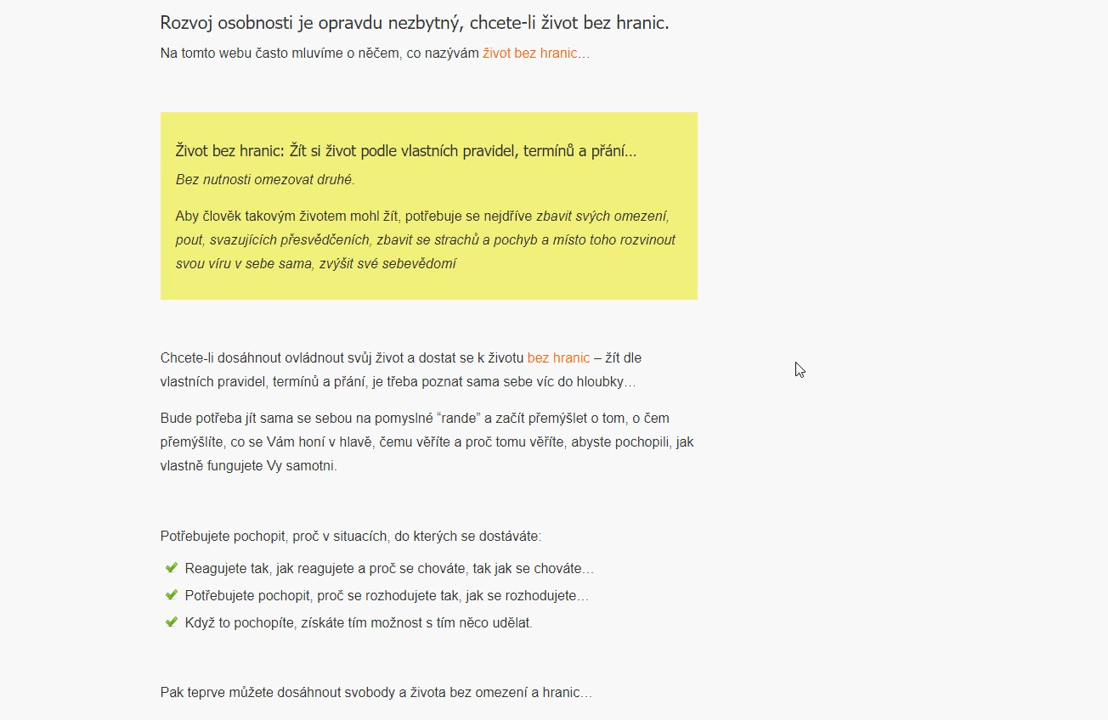 Rozvoj osobnosti je opravdu nezbytný, chcete-li život bez hranic.
Na tomto webu často mluvíme o něčem, co nazývám život bez hranic…
Život bez hranic: Žít si život podle vlastních pravidel, termínů a přání…
Bez nutnosti omezovat druhé.
Aby člověk takovým životem mohl žít, potřebuje se nejdříve zbavit svých omezení,
pout, svazujících přesvědčeních, zbavit se strachů a pochyb a místo toho rozvinout
svou víru v sebe sama, zvýšit své sebevědomí
Chcete-li dosáhnout ovládnout svůj život a dostat se k životu bez hranic – žít dle
vlastních pravidel, termínů a přání, je třeba poznat sama sebe víc do hloubky…
Bude potřeba jít sama se sebou na pomyslné “rande” a začít přemýšlet o tom, o čem
přemýšlíte, co se Vám honí v hlavě, čemu věříte a proč tomu věříte, abyste pochopili, jak
vlastně fungujete Vy samotni.
Potřebujete pochopit, proč v situacích, do kterých se dostáváte:
Reagujete tak, jak reagujete a proč se chováte, tak jak se chováte…
Potřebujete pochopit, proč se rozhodujete tak, jak se rozhodujete…
Když to pochopíte, získáte tím možnost s tím něco udělat.
Pak teprve můžete dosáhnout svobody a života bez omezení a hranic…